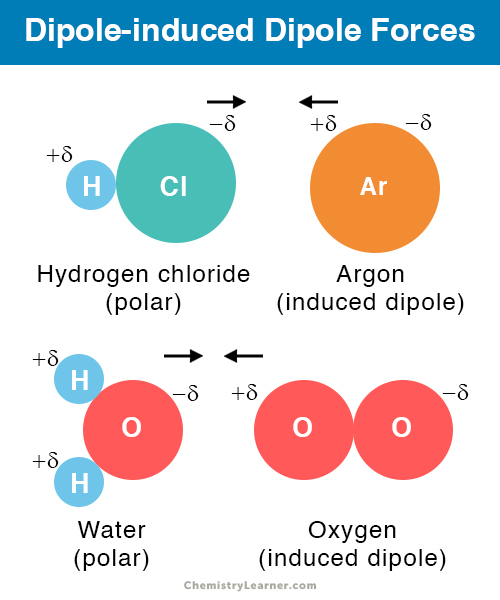 Dipole-induced Dipole Forces
−δ
+δ
−δ
+δ
H
Cl
Ar
Hydrogen chloride
(polar)
Argon
(induced dipole)
+δ
H
−δ
+δ
−δ
O
O
O
+δ
H
Water
(polar)
Oxygen
(induced dipole)
ChemistryLearner.com